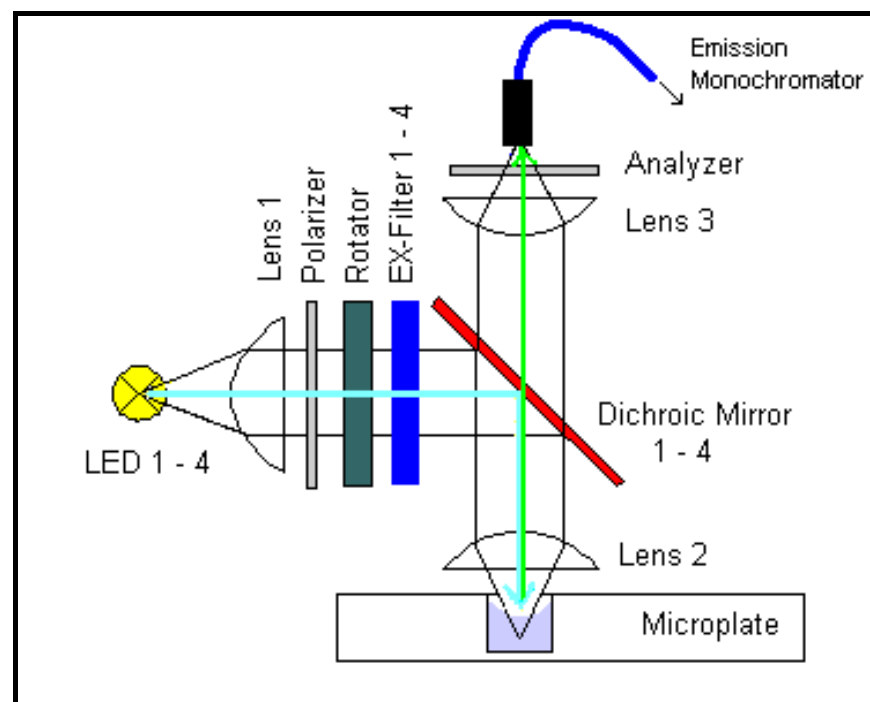 Emission
Monochromator
Analyzer
Lens 3
Lens 1
Polarizer
Rotator
EX-Filter 1 - 4
LED 1 - 4
Dichroic Mirror
1 - 4
Lens 2
Microplate